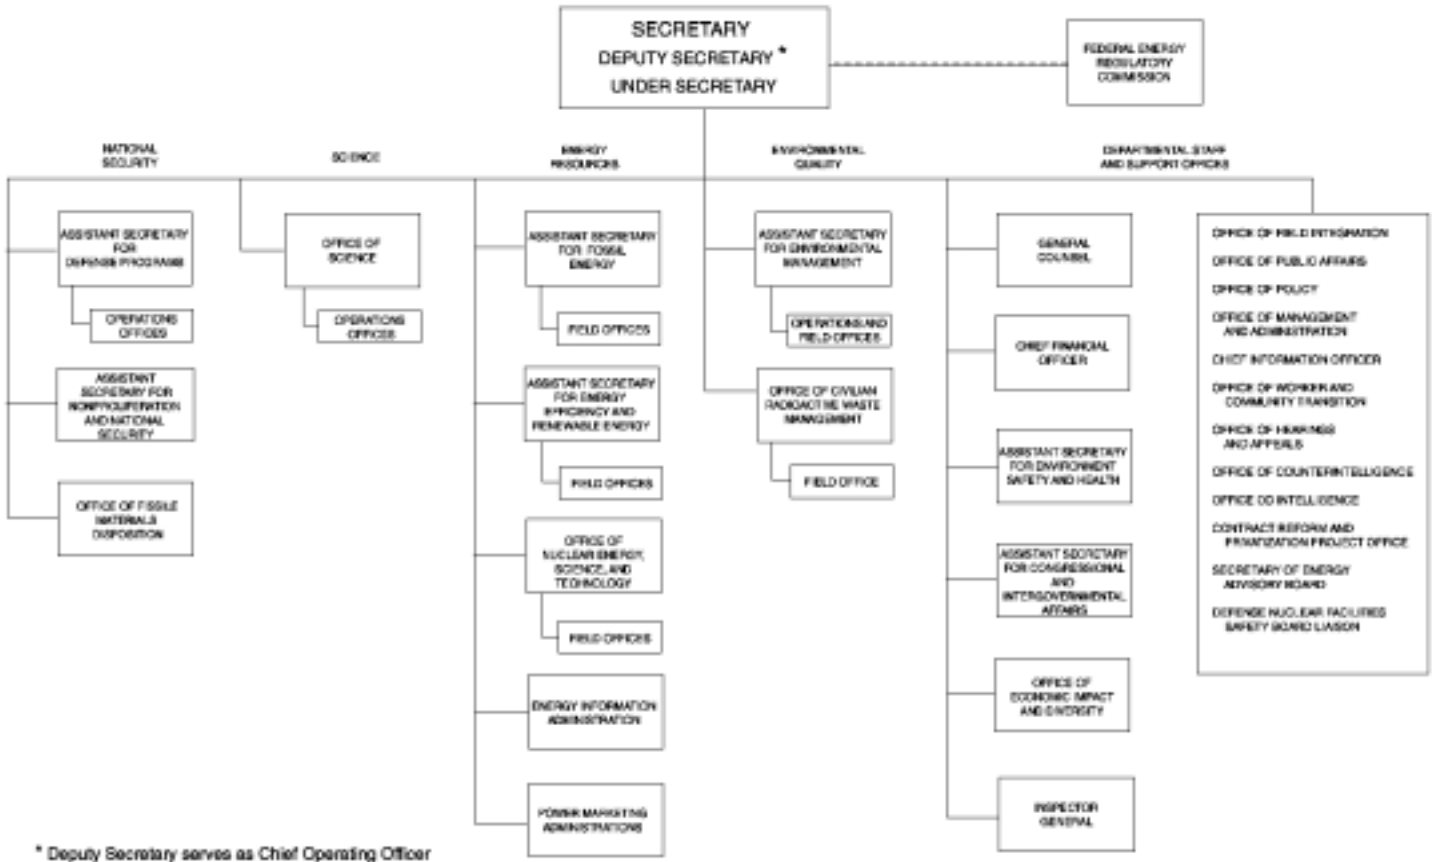 SECRETARY
DEPUTY SECRETARY *
UNDER SECRETARY
FEDERAL ENERGY
REGULATORY
COMMISSION
NATIONAL
SECURITY
SCIENCE
ENERGY
RESOURCES
ENVIRONMENTAL
QUALITY
DEPARTMENTAL STAFF
AND SUPPORT OFFICES
ASSISTANT SECRETARY
FOR
DEFENSE PROGRAMS
OPERATIONS
OFFICES
ASSISTANT
SECRETARY FOR
NONPROLIFERATION
AND NATIONAL
SECURITY
OFFICE OF FISSILE
MATERIALS
DISPOSITION
OFFICE OF
SCIENCE
OPERATIONS
OFFICES
ASSISTANT SECRETARY
FOR FOSSIL
ENERGY
FIELD OFFICES
ASSISTANT SECRETARY
FOR ENERGY
EFFICIENCY AND
RENEWABLE ENERGY
FIELD OFFICES
OFFICE OF
NUCLEAR ENERGY,
SCIENCE, AND
TECHNOLOGY
FIELD OFFICES
ENERGY INFORMATION
ADMINISTRATION
POWER MARKETING
ADMINISTRATIONS
ASSISTANT SECRETARY
FOR ENVIRONMENTAL
MANAGEMENT
OPERATIONS AND
FIELD OFFICES
OFFICE OF CIVILIAN
RADIOACTIVE WASTE
MANAGEMENT
FIELD OFFICE
GENERAL
COUNSEL
CHIEF FINANCIAL
OFFICER
ASSISTANT SECRETARY
FOR ENVIRONMENT
SAFETY AND HEALTH
ASSISTANT SECRETARY
FOR CONGRESSIONAL
AND
INTERGOVERNMENTAL
AFFAIRS
OFFICE OF
ECONOMIC IMPACT
AND DIVERSITY
INSPECTOR
GENERAL
OFFICE OF FIELD INTEGRATION
OFFICE OF PUBLIC AFFAIRS
OFFICE OF POLICY
OFFICE OF MANAGEMENT
AND ADMINISTRATION
CHIEF INFORMATION OFFICER
OFFICE OF WORKER AND
COMMUNITY TRANSITION
OFFICE OF HEARINGS
AND APPEALS
OFFICE OF COUNTERINTELLIGENCE
OFFICE OD INTELLIGENCE
CONTRACT REFORM AND
PRIVATIZATION PROJECT OFFICE
SECRETARY OF ENERGY
ADVISORY BOARD
DEFENSE NUCLEAR FACILITIES
SAFETY BOARD LIAISON
* Deputy Secretary serves as Chief Operating Officer